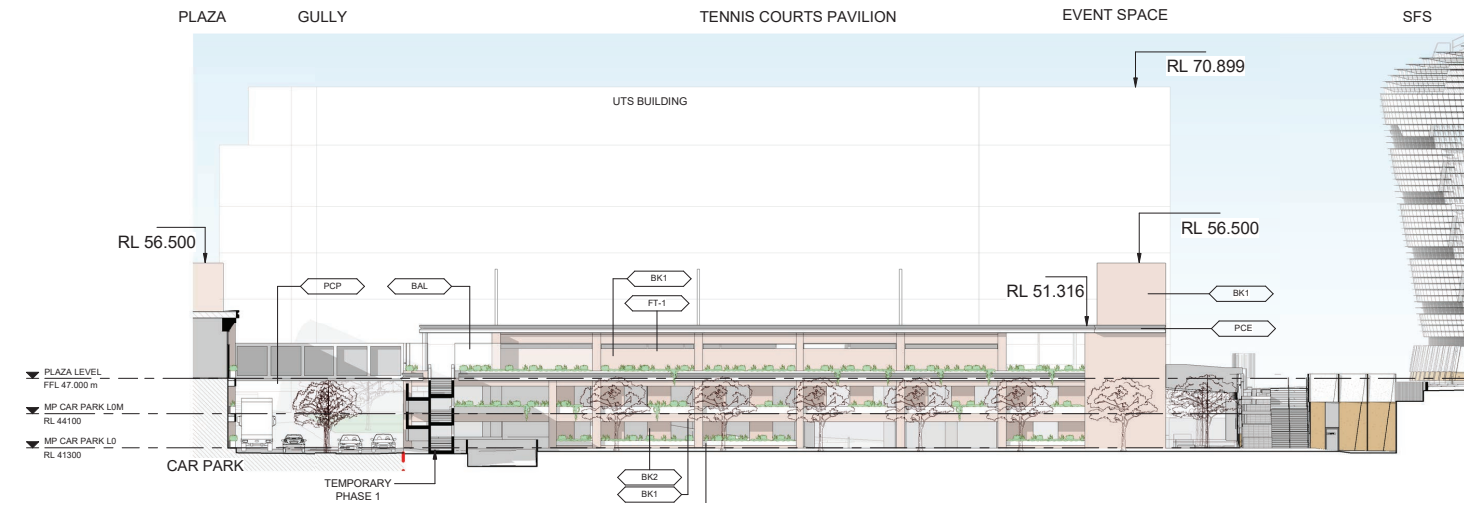 PLAZA
GULLY
TENNIS COURTS PAVILION
EVENT SPACE
SFS
RL 70.899
UTS BUILDING
RL 56.500
RL 56.500
PCP
BAL
BK1
FT-1
RL 51.316
BK1
PCE
PLAZA LEVEL
FFL 47.000 m
MP CAR PARK L0M
RL 44100
MP CAR PARK L0
RL 41300
CAR PARK
TEMPORARY
PHASE 1
BK2
BK1